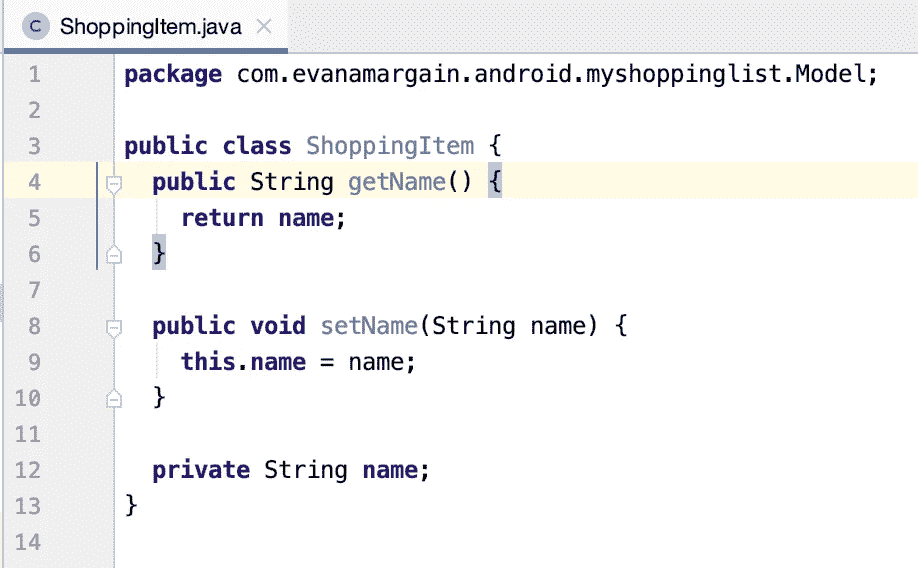 C ShoppingItem.java
1 package com.evanamargain.android.myshoppinglist.Model;
2
3 public class ShoppingItem {
4   public String getName() {
5     return name;
6   }
7
8   public void setName(String name) {
9     this.name = name;
10   }
11
12   private String name;
13 }
14